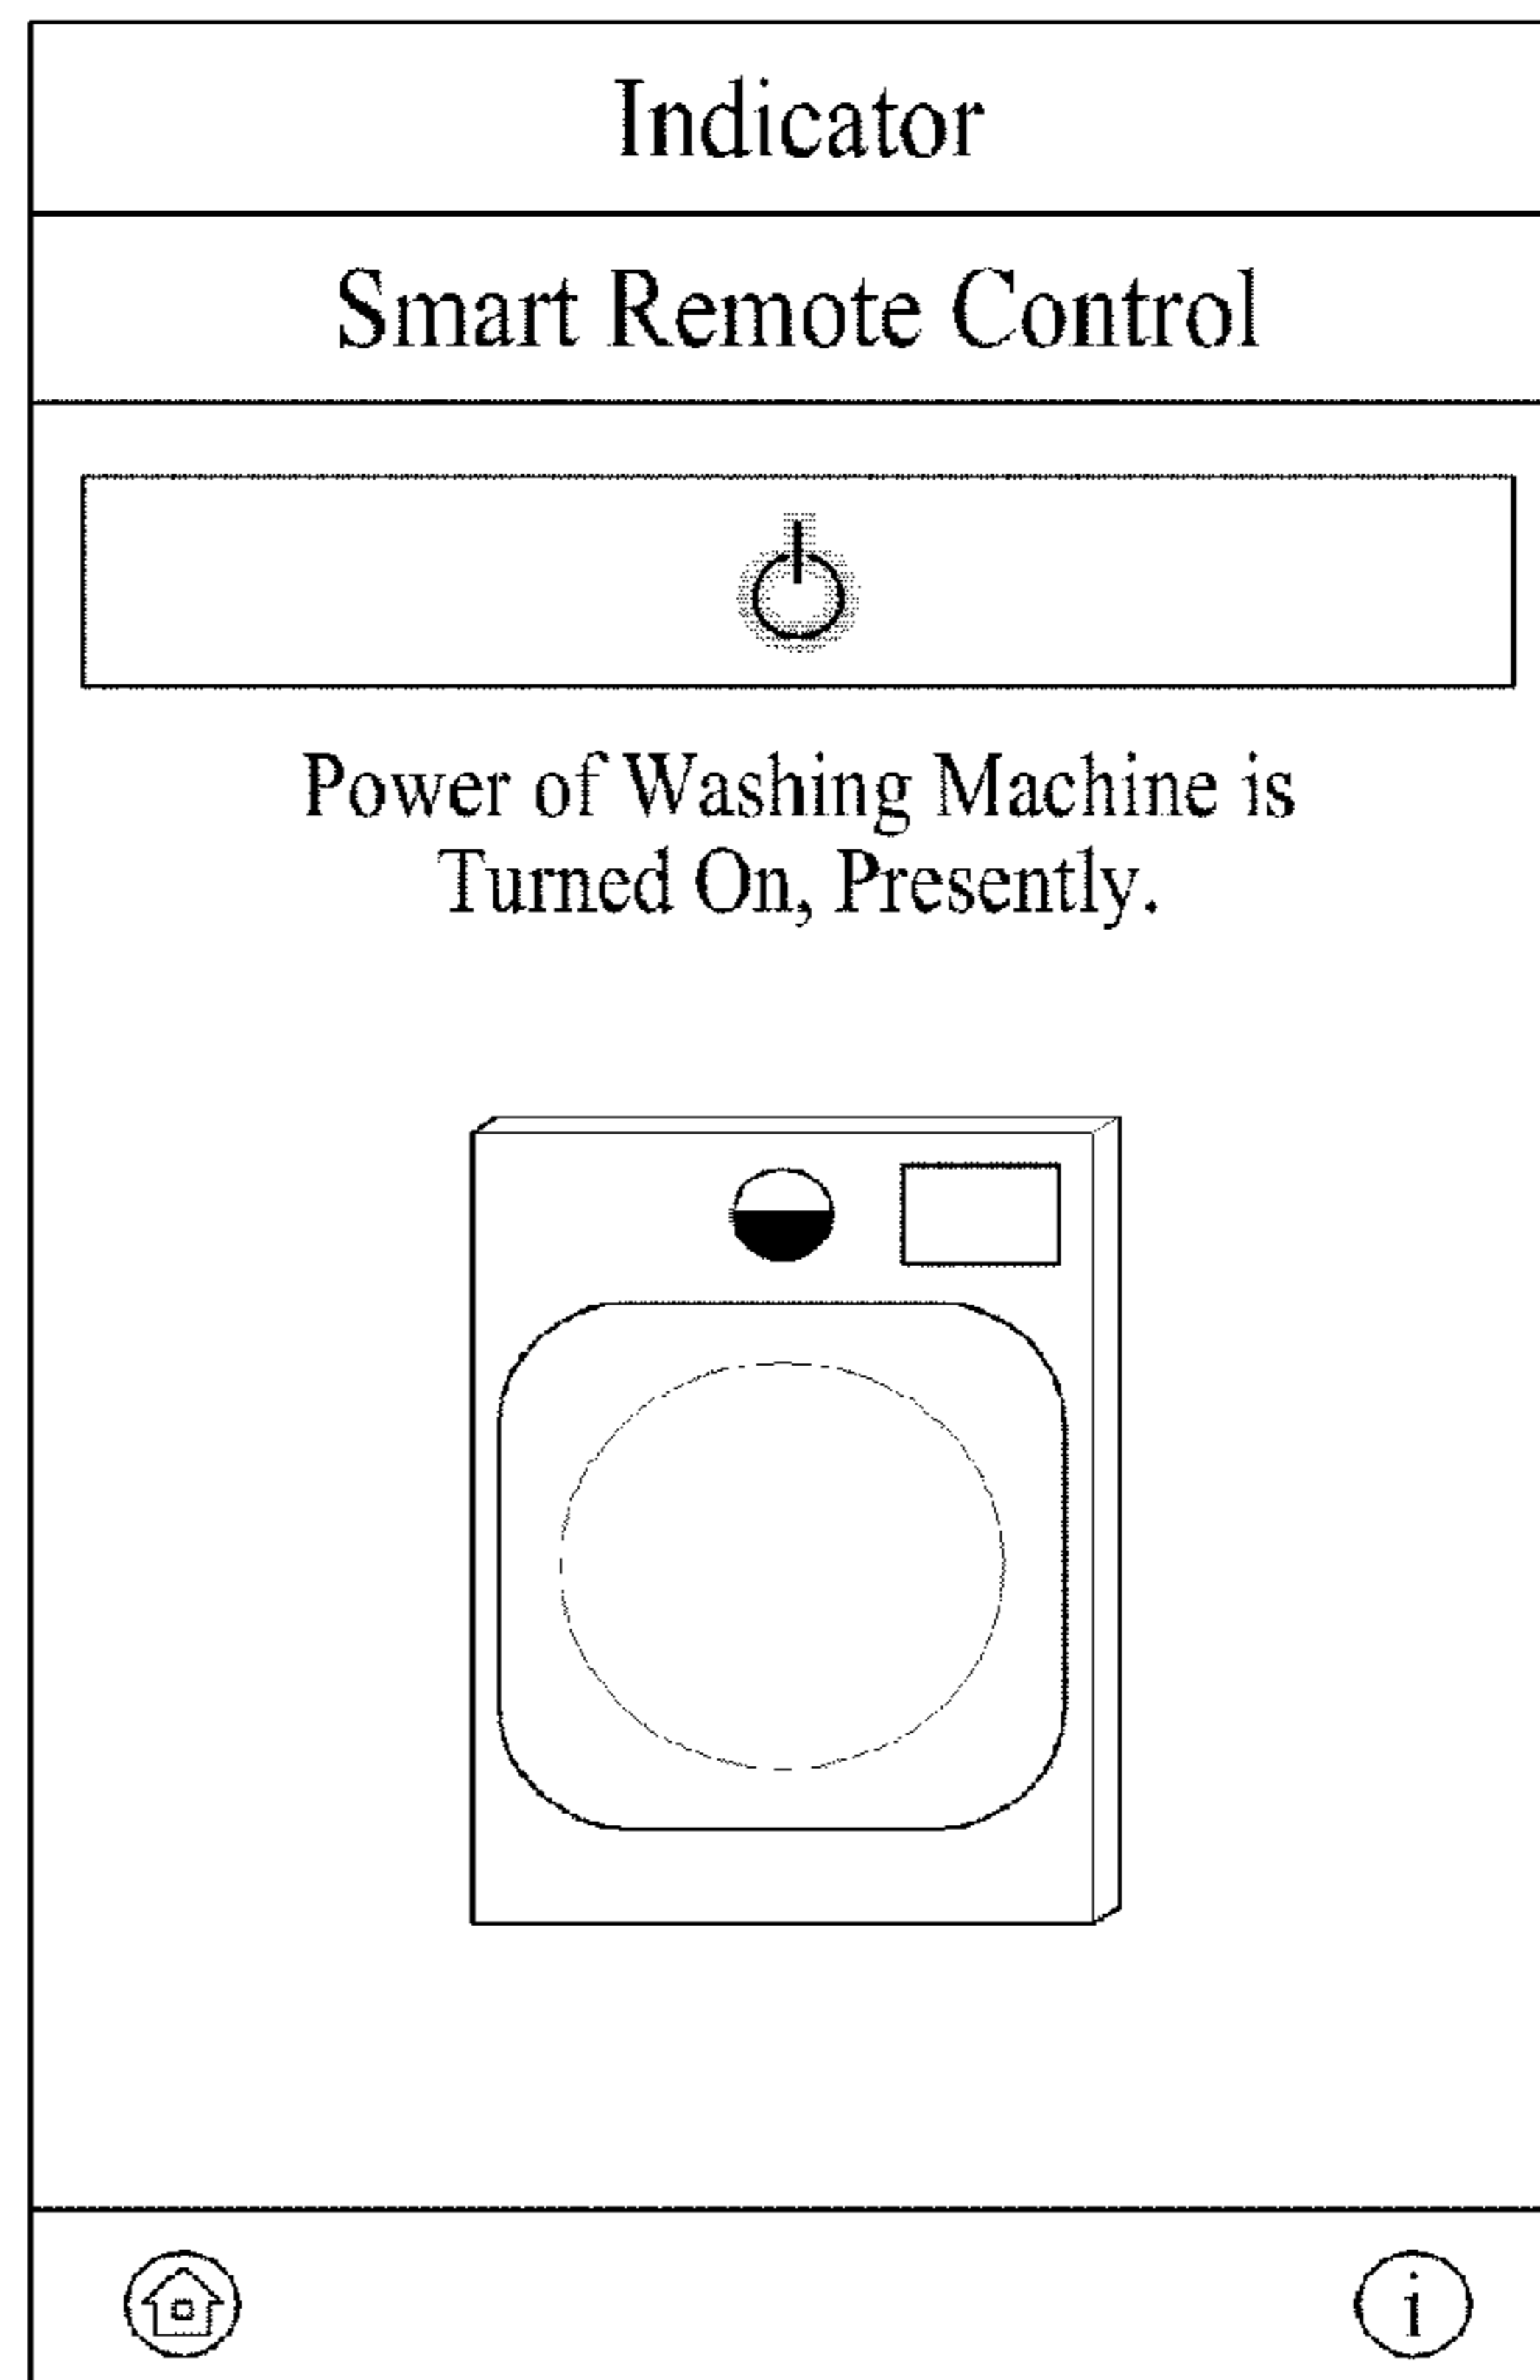 Indicator
Smart Remote Control
Power of Washing Machine is
Turned On, Presently.
i